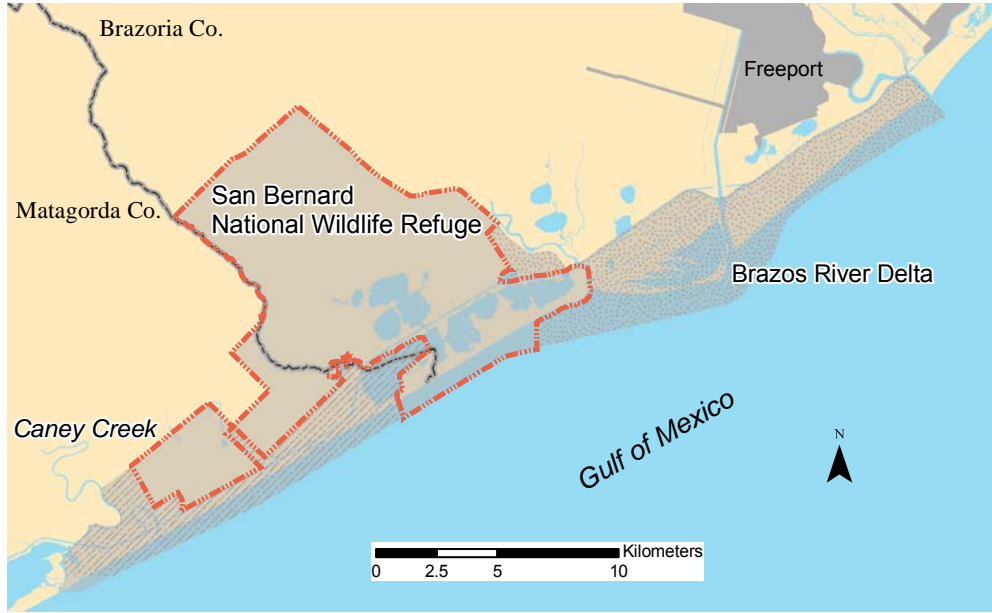 Brazoria Co.
Freeport
Matagorda Co.
San Bernard
National Wildlife Refuge
Brazos River Delta
Caney Creek
Gulf of Mexico
N
Kilometers
0 2.5 5 10